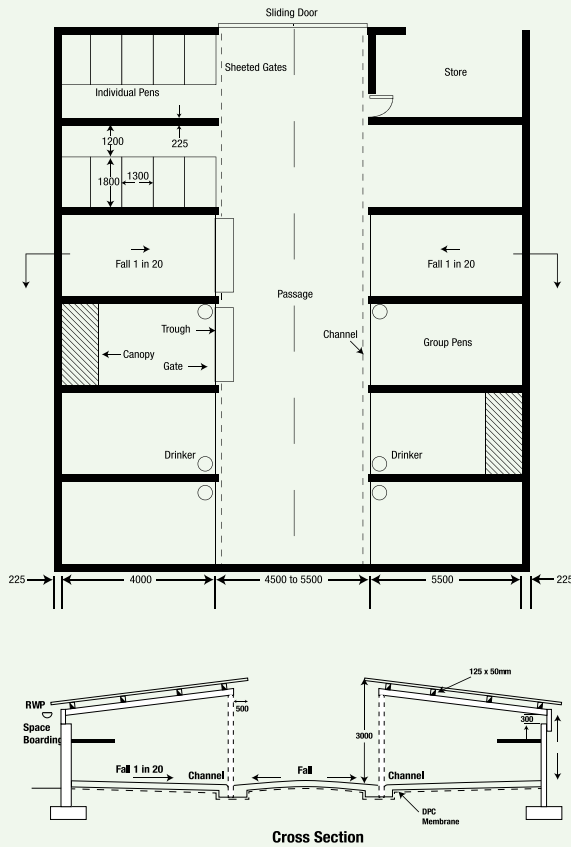 Sliding Door
Sheeted Gates
Store
Individual Pens
1200
225
1800
1300
Fall 1 in 20
Fall 1 in 20
Passage
Trough
Channel
Canopy
Group Pens
Gate
Drinker
Drinker
225
4000
4500 to 5500
5500
225
125 x 50mm
RWP
500
300
Space
Boarding
3000
Fall 1 in 20
Channel
Fall
Channel
DPC
Membrane
Cross Section